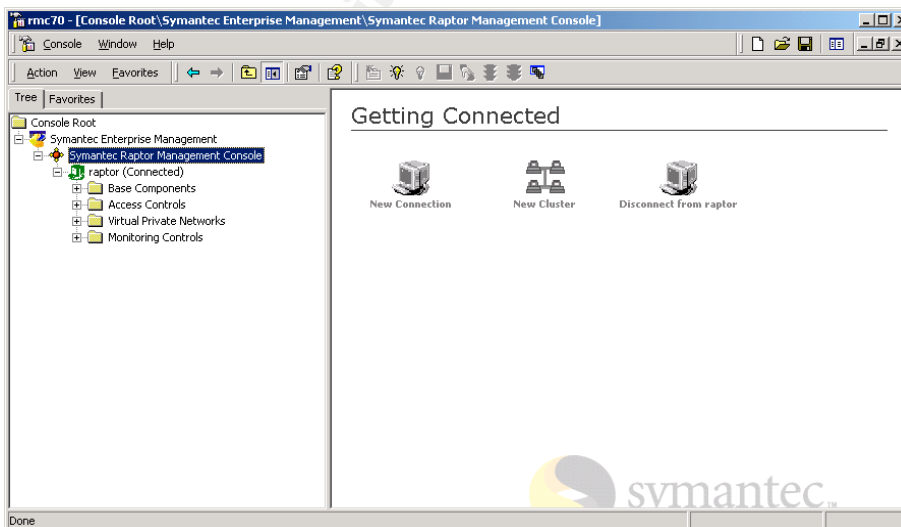 rmc70 - [Console Root\Symantec Enterprise Management\Symantec Raptor Management Console]
Console Window Help
Action View Favorites
Tree Favorites
Console Root
Symantec Enterprise Management
Symantec Raptor Management Console
raptor (Connected)
Base Components
Access Controls
Virtual Private Networks
Monitoring Controls
Getting Connected
New Connection New Cluster Disconnect from raptor
symantec™
Done